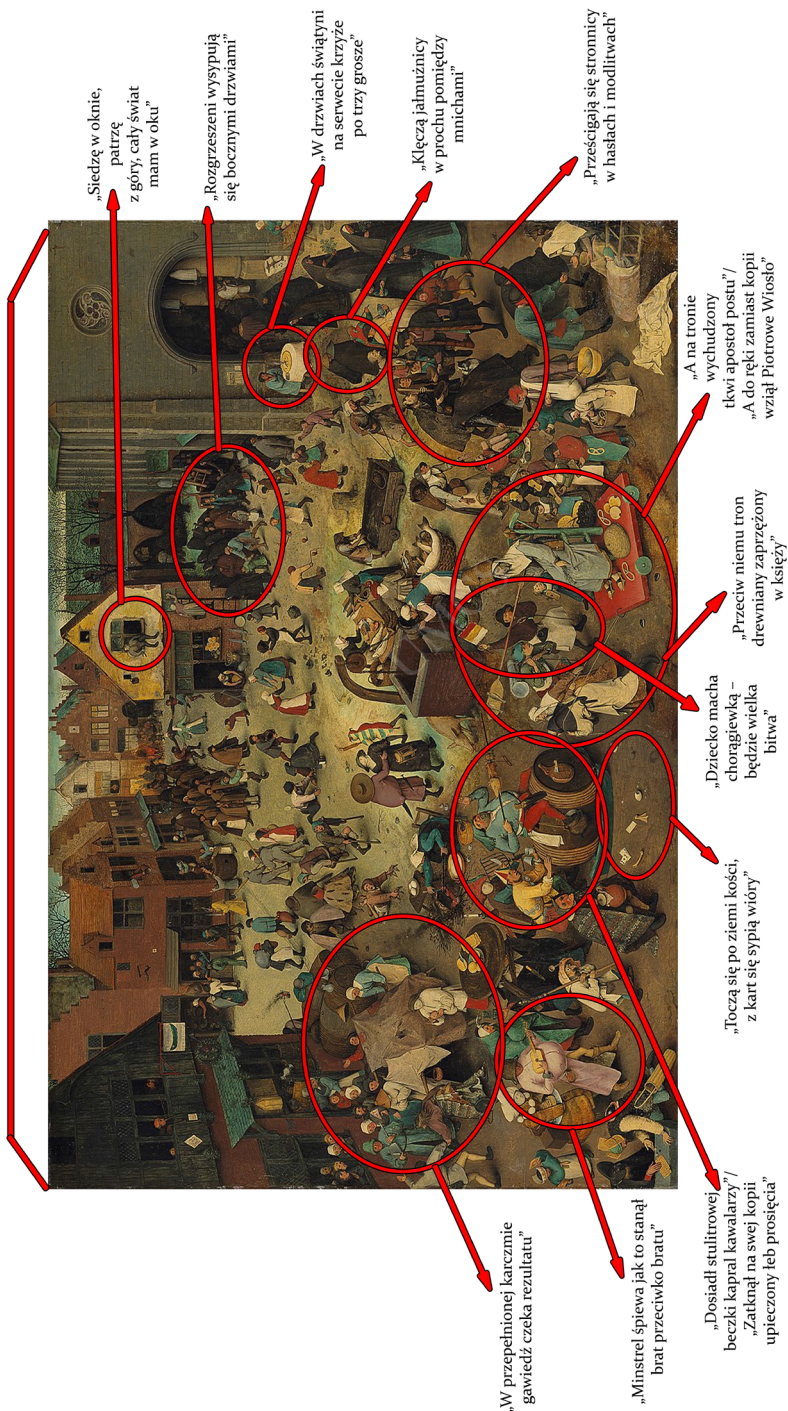 „Siedzę w oknie,
patrzę
z góry, cały świat
mam w oku”
„Rozgrzeszeni wysypują
się bocznymi drzwiami”
„W drzwiach świątyni
na serwecie krzyże
po trzy grosze”
„Klęczą jałmużnicy
w prochu pomiędzy
mnichami”
„Prześcigają się stronnicy
w hasłach i modlitwach”
„W przepełnionej karczmie
gawiedź czeka rezultatu”
„Minstrel śpiewa jak to stanął
brat przeciwko bratu”
„Dosiadł stulitrowej
beczki kapral kawalarzy”/
„Zatknął na swej kopii
upieczony łeb prosięcia”
„Toczą się po ziemi kości,
z kart się sypią wióry”
„Dziecko macha
chorągiewką –
będzie wielka
bitwa”
„Przeciw niemu tron
drewniany zaprzężony
w księży”
„A na tronie
wychudzony
tkwi apostoł postu”/
„A do ręki zamiast kopii
wziął Piotrowe Wiosło”